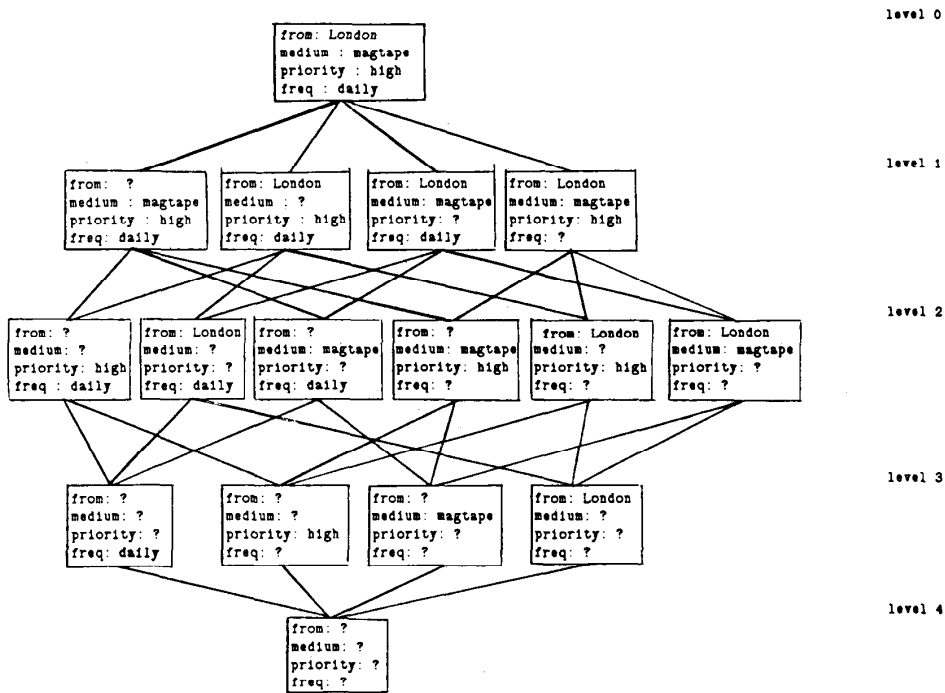 level 0
from: London
medium : magtape
priority : high
freq : daily
level 1
from: ?
medium : magtape
priority : high
freq: daily
from: London
medium : ?
priority : high
freq: daily
from: London
medium: magtape
priority: ?
freq: daily
from: London
medium: magtape
priority: high
freq: ?
level 2
from: ?
medium: ?
priority: high
freq : daily
from: London
medium: ?
priority: ?
freq: daily
from: ?
medium: magtape
priority: ?
freq: daily
from: ?
medium: magtape
priority: high
freq: ?
from: London
medium: ?
priority: high
freq: ?
from: London
medium: magtape
priority: ?
freq: ?
level 3
from: ?
medium: ?
priority: ?
freq: daily
from: ?
medium: ?
priority: high
freq: ?
from: ?
medium: magtape
priority: ?
freq: ?
from: London
medium: ?
priority: ?
freq: ?
level 4
from: ?
medium: ?
priority: ?
freq: ?